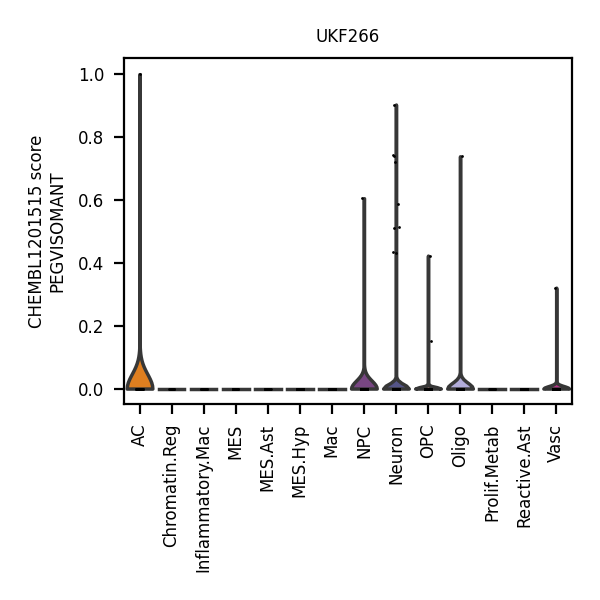 UKF266
CHEMBL1201515 score
PEGVISOMANT
1.0
0.8
0.6
0.4
0.2
0.0
AC
Chromatin.Reg
Inflammatory.Mac
MES
MES.Ast
MES.Hyp
Mac
NPC
Neuron
OPC
Oligo
Prolif.Metab
Reactive.Ast
Vasc